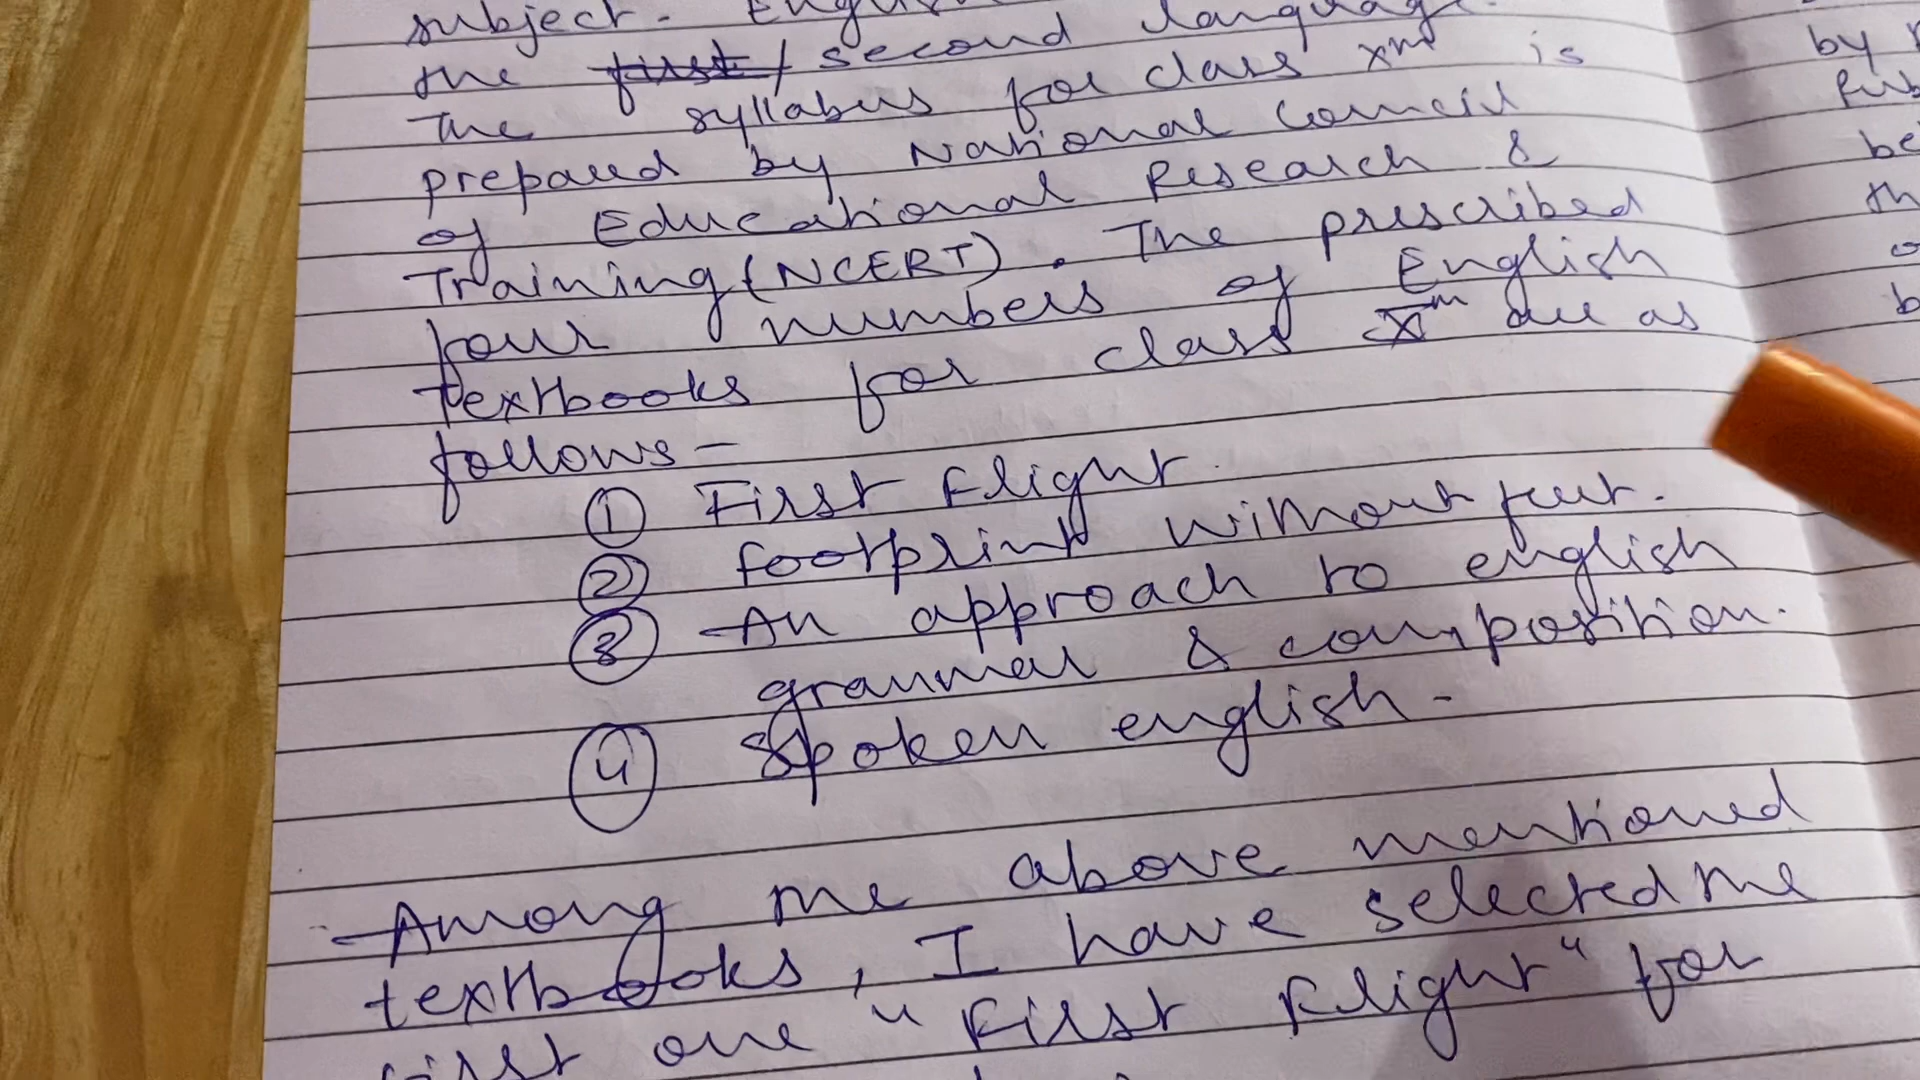 subject. English
the first/second language.
The syllabus for class Xth is
prepared by National Council
of Educational Research &
Training (NCERT). The prescribed
four numbers of English
textbooks for class Xth are as
follows-
① First Flight.
② Footprint without feet.
③ An approach to english
grammar & composition.
④ Spoken english.
Among the above mentioned
textbooks, I have selected the
first one "First Flight" for
by
be
th
b